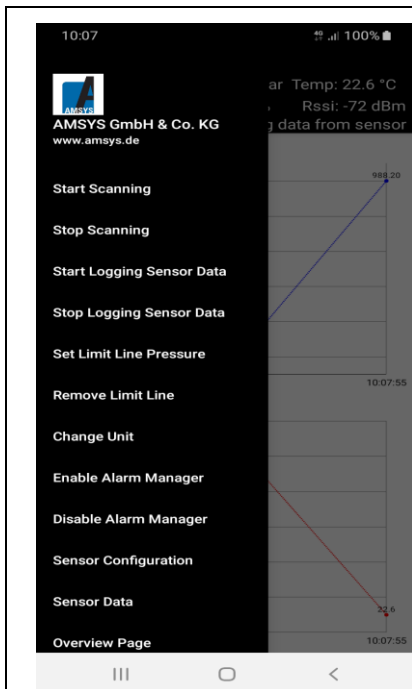 10:07
4G
100%
ar Temp: 22.6 °C
Rssi: -72 dBm
g data from sensor
AMSYS
AMSYS GmbH & Co. KG
www.amsys.de
Start Scanning
Stop Scanning
Start Logging Sensor Data
Stop Logging Sensor Data
Set Limit Line Pressure
Remove Limit Line
Change Unit
Enable Alarm Manager
Disable Alarm Manager
Sensor Configuration
Sensor Data
Overview Page
988.20
10:07:55
22.6
10:07:55